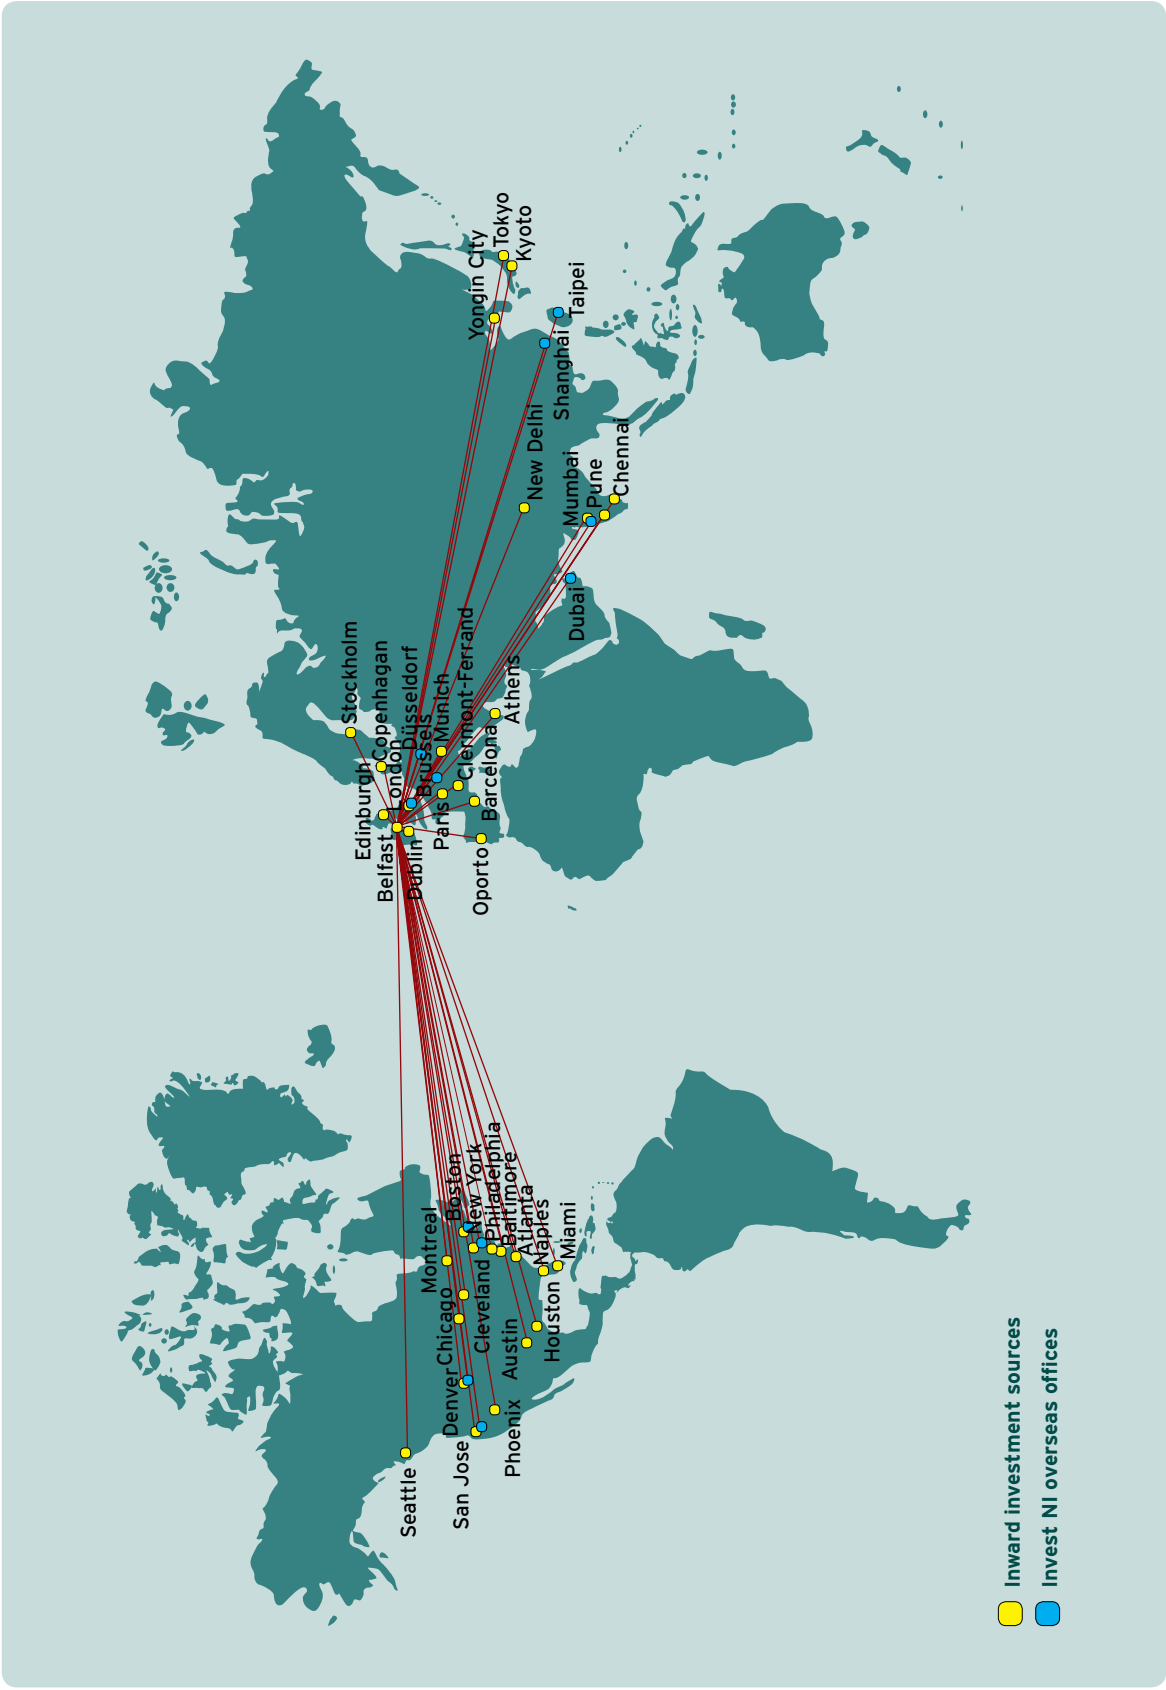 Seattle
San Jose
Denver
Phoenix
Chicago
Montreal
Cleveland
Austin
Houston
Boston
New York
Philadelphia
Baltimore
Atlanta
Naples
Miami
Edinburgh
Belfast
Dublin
London
Oporto
Paris
Barcelona
Brussels
Düsseldorf
Copenhagan
Stockholm
Munich
Clermont-Ferrand
Athens
Dubai
Mumbai
Pune
Chennai
New Delhi
Shanghai
Taipei
Yongin City
Tokyo
Kyoto
Inward investment sources
Invest NI overseas offices